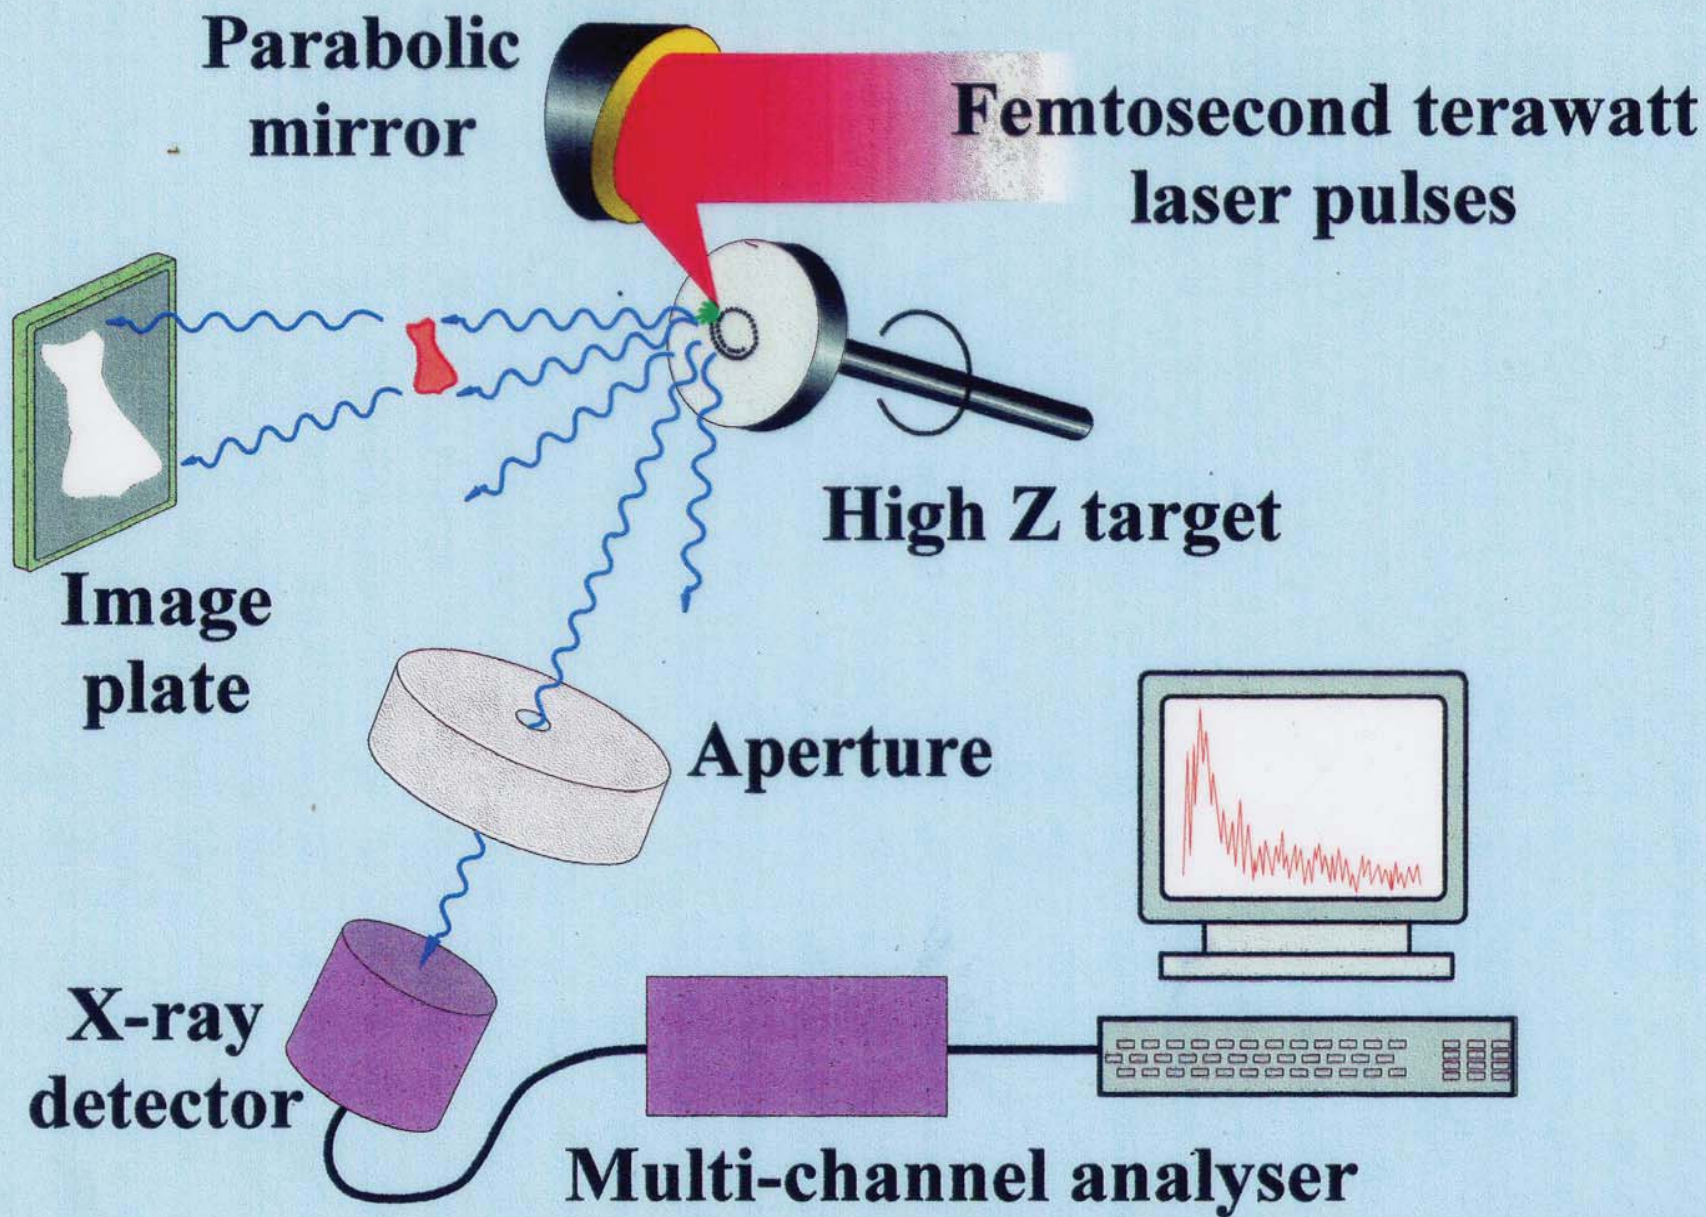 Parabolic
mirror
Femtosecond terawatt
laser pulses
High Z target
Image
plate
Aperture
X-ray
detector
Multi-channel analyser